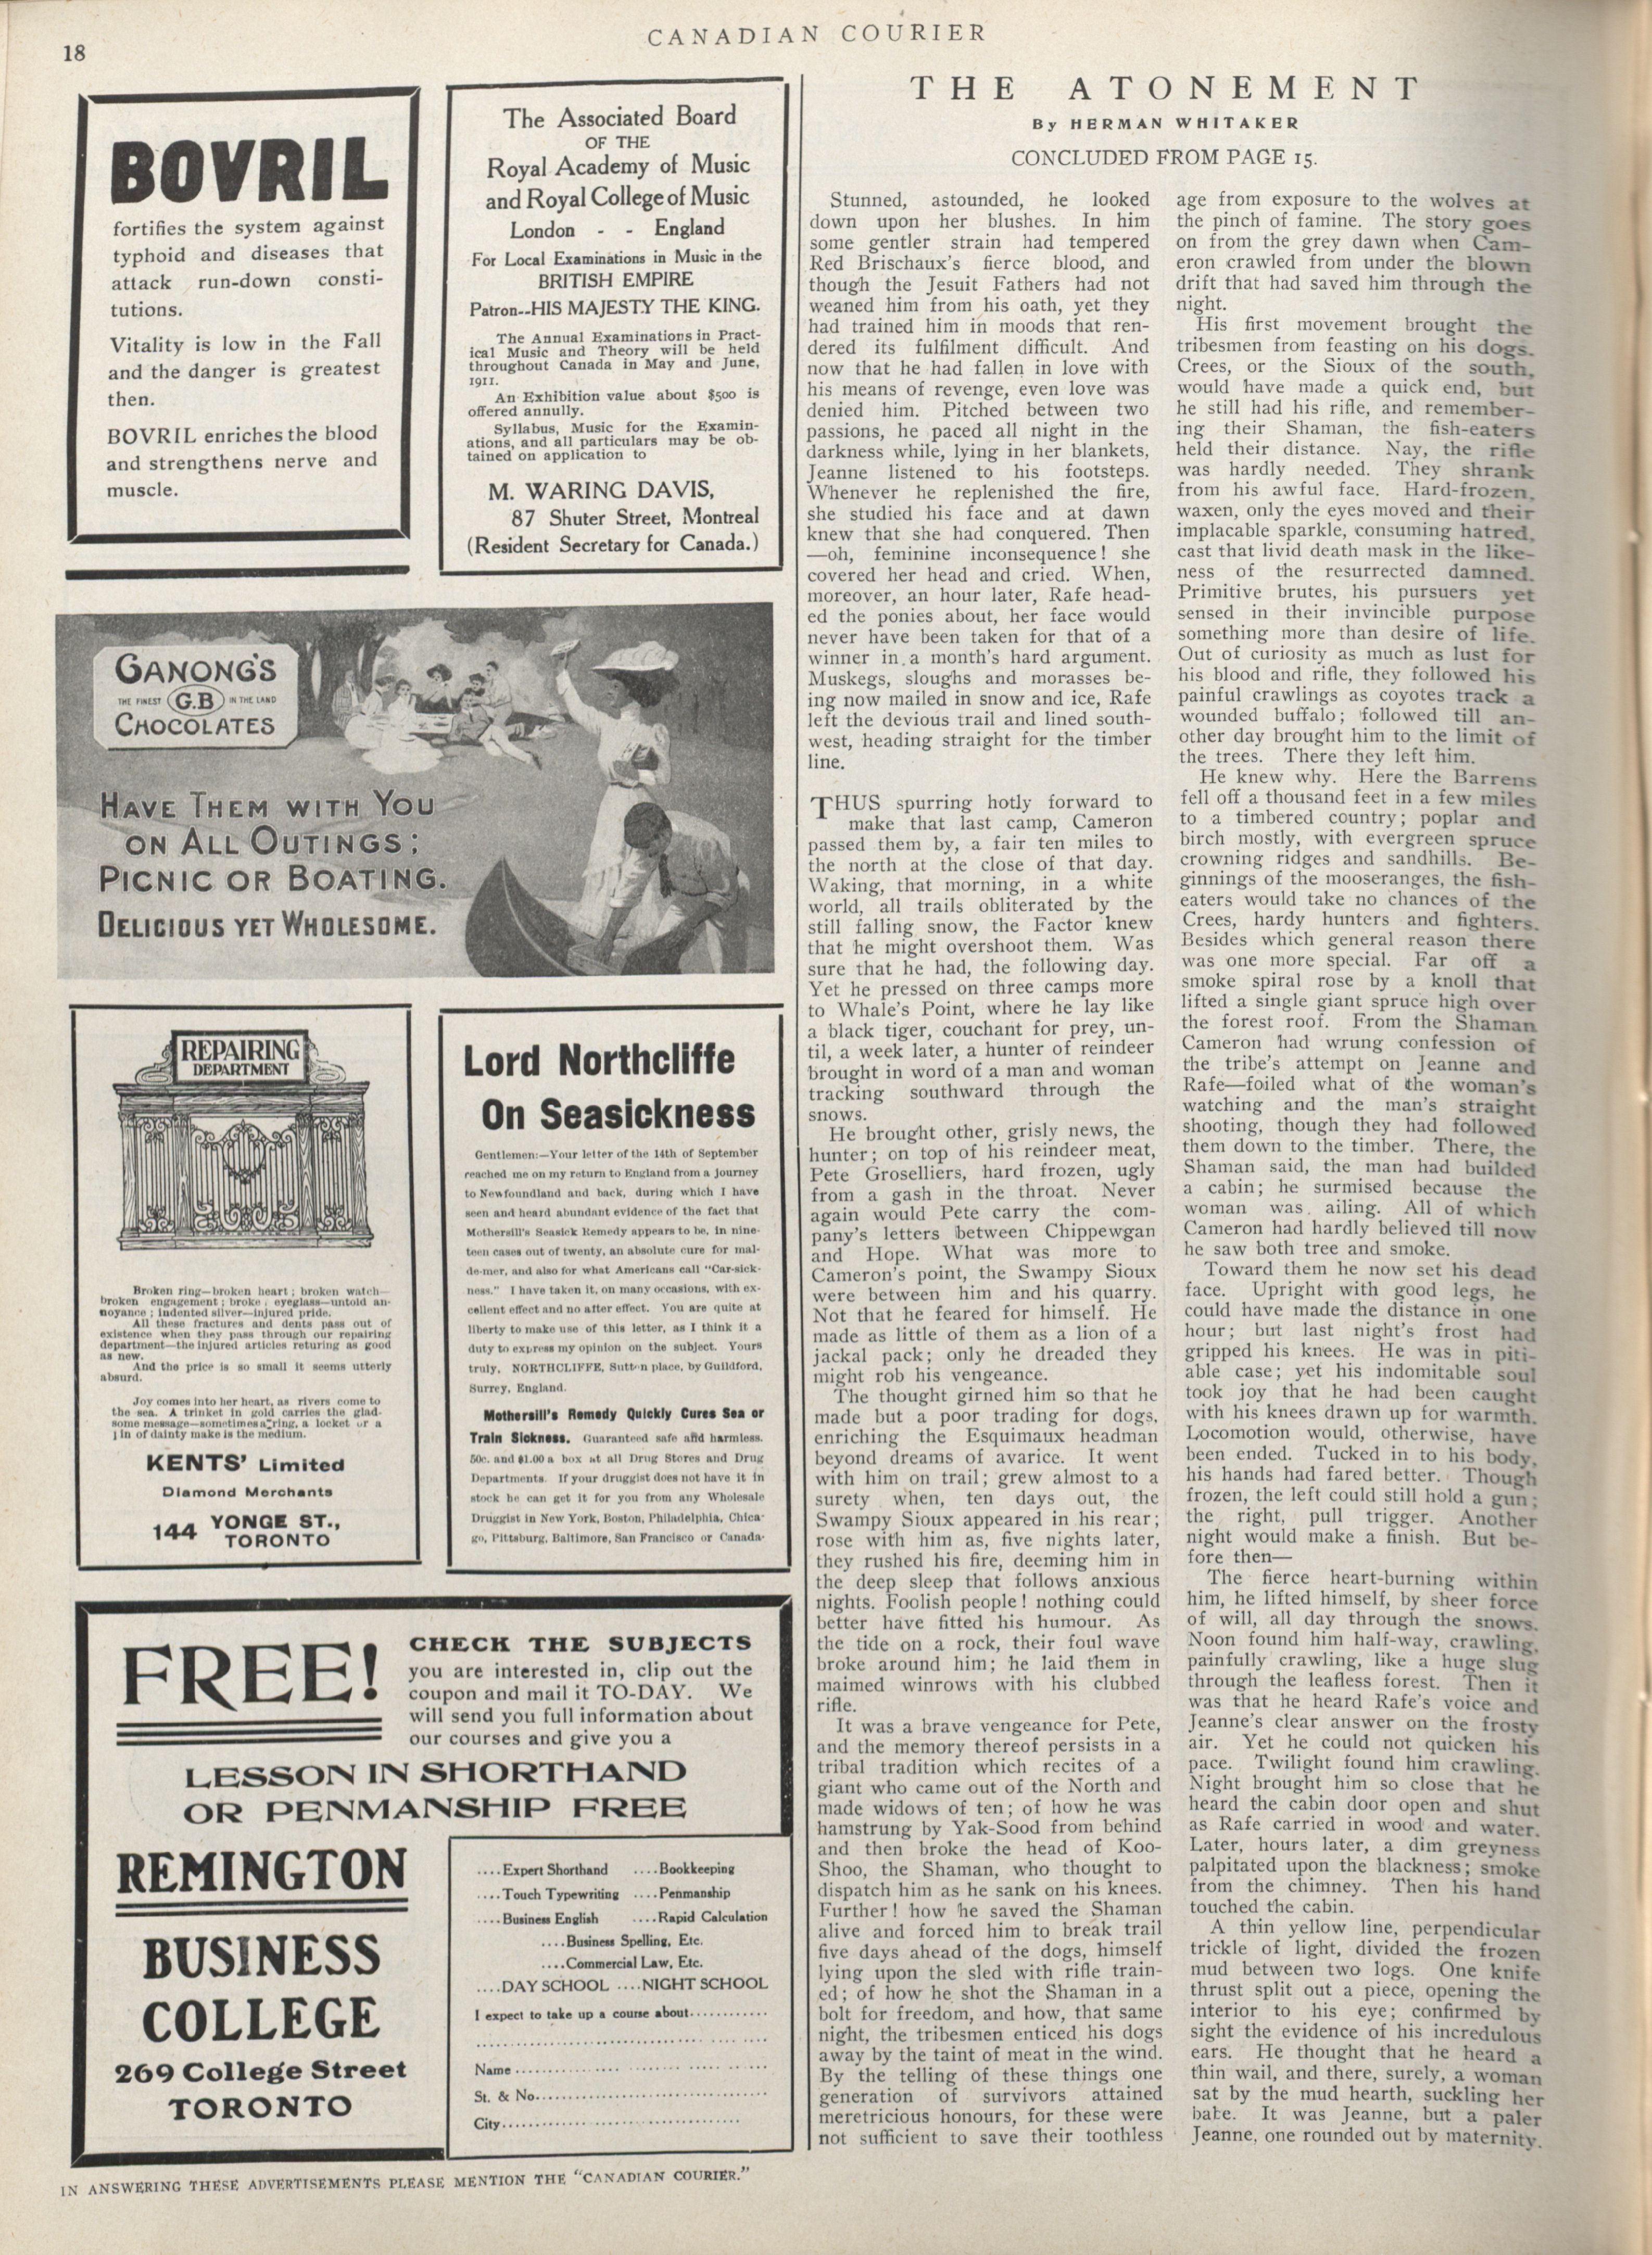 18
CANADIAN COURIER
BOVRIL
fortifies the system against
typhoid and diseases that
attack run-down consti-
tutions.
Vitality is low in the Fall
and the danger is greatest
then.
BOVRIL enriches the blood
and strengthens nerve and
muscle.
The Associated Board
OF THE
Royal Academy of Music
and Royal College of Music
London - - England
For Local Examinations in Music in the
BRITISH EMPIRE
Patron--HIS MAJESTY THE KING.
The Annual Examinations in Pract-
ical Music and Theory will be held
throughout Canada in May and June,
1911.
An Exhibition value about $500 is
offered annully.
Syllabus, Music for the Examin-
ations, and all particulars may be ob-
tained on application to
M. WARING DAVIS,
87 Shuter Street, Montreal
(Resident Secretary for Canada.)
GANONG'S
THE FINEST G.B IN THE LAND
CHOCOLATES
HAVE THEM WITH YOU
ON ALL OUTINGS;
PICNIC OR BOATING.
DELICIOUS YET WHOLESOME.
REPAIRING
DEPARTMENT
Broken ring—broken heart; broken watch—
broken engagement; broke: eyeglass—untold an-
noyance; indented silver—injured pride.
All these fractures and dents pass out of
existence when they pass through our repairing
department—the injured articles returing as good
as new.
And the price is so small it seems utterly
absurd.
Joy comes into her heart, as rivers come to
the sea. A trinket in gold carries the glad-
some message—sometimes a ring, a locket or a
pin of dainty make is the medium.
KENTS' Limited
Diamond Merchants
144 YONGE ST.,
TORONTO
Lord Northcliffe
On Seasickness
Gentlemen:—Your letter of the 14th of September
reached me on my return to England from a journey
to Newfoundland and back, during which I have
seen and heard abundant evidence of the fact that
Mothersill's Seasick Remedy appears to be, in nine-
teen cases out of twenty, an absolute cure for mal-
de-mer, and also for what Americans call "Car-sick-
ness." I have taken it, on many occasions, with ex-
cellent effect and no after effect. You are quite at
liberty to make use of this letter, as I think it a
duty to express my opinion on the subject. Yours
truly, NORTHCLIFFE, Sutton place, by Guildford,
Surrey, England.
Mothersill's Remedy Quickly Cures Sea or
Train Sickness. Guaranteed safe and harmless.
50c. and $1.00 a box at all Drug Stores and Drug
Departments. If your druggist does not have it in
stock he can get it for you from any Wholesale
Druggist in New York, Boston, Philadelphia, Chica-
go, Pittsburg, Baltimore, San Francisco or Canada.
FREE!
CHECK THE SUBJECTS
you are interested in, clip out the
coupon and mail it TO-DAY. We
will send you full information about
our courses and give you a
LESSON IN SHORTHAND
OR PENMANSHIP FREE
REMINGTON
BUSINESS
COLLEGE
269 College Street
TORONTO
....Expert Shorthand ....Bookkeeping
....Touch Typewriting ....Penmanship
....Business English ....Rapid Calculation
....Business Spelling, Etc.
....Commercial Law, Etc.
....DAY SCHOOL ....NIGHT SCHOOL
I expect to take up a course about............
Name
St. & No.
City
IN ANSWERING THESE ADVERTISEMENTS PLEASE MENTION THE "CANADIAN COURIER."
THE ATONEMENT
By HERMAN WHITAKER
CONCLUDED FROM PAGE 15.
Stunned, astounded, he looked
down upon her blushes. In him
some gentler strain had tempered
Red Brischaux's fierce blood, and
though the Jesuit Fathers had not
weaned him from his oath, yet they
had trained him in moods that ren-
dered its fulfilment difficult. And
now that he had fallen in love with
his means of revenge, even love was
denied him. Pitched between two
passions, he paced all night in the
darkness while, lying in her blankets,
Jeanne listened to his footsteps.
Whenever he replenished the fire,
she studied his face and at dawn
knew that she had conquered. Then
—oh, feminine inconsequence! she
covered her head and cried. When,
moreover, an hour later, Rafe head-
ed the ponies about, her face would
never have been taken for that of a
winner in a month's hard argument.
Muskegs, sloughs and morasses be-
ing now mailed in snow and ice, Rafe
left the devious trail and lined south-
west, heading straight for the timber
line.
THUS spurring hotly forward to
make that last camp, Cameron
passed them by, a fair ten miles to
the north at the close of that day.
Waking, that morning, in a white
world, all trails obliterated by the
still falling snow, the Factor knew
that he might overshoot them. Was
sure that he had, the following day.
Yet he pressed on three camps more
to Whale's Point, where he lay like
a black tiger, couchant for prey, un-
til, a week later, a hunter of reindeer
brought in word of a man and woman
tracking southward through the
snows.
He brought other, grisly news, the
hunter; on top of his reindeer meat,
Pete Groselliers, hard frozen, ugly
from a gash in the throat. Never
again would Pete carry the com-
pany's letters between Chippewgan
and Hope. What was more to
Cameron's point, the Swampy Sioux
were between him and his quarry.
Not that he feared for himself. He
made as little of them as a lion of a
jackal pack; only he dreaded they
might rob his vengeance.
The thought girned him so that he
made but a poor trading for dogs,
enriching the Esquimaux headman
beyond dreams of avarice. It went
with him on trail; grew almost to a
surety when, ten days out, the
Swampy Sioux appeared in his rear;
rose with him as, five nights later,
they rushed his fire, deeming him in
the deep sleep that follows anxious
nights. Foolish people! nothing could
better have fitted his humour. As
the tide on a rock, their foul wave
broke around him; he laid them in
maimed winrows with his clubbed
rifle.
It was a brave vengeance for Pete,
and the memory thereof persists in a
tribal tradition which recites of a
giant who came out of the North and
made widows of ten; of how he was
hamstrung by Yak-Sood from behind
and then broke the head of Koo-
Shoo, the Shaman, who thought to
dispatch him as he sank on his knees.
Further! how he saved the Shaman
alive and forced him to break trail
five days ahead of the dogs, himself
lying upon the sled with rifle train-
ed; of how he shot the Shaman in a
bolt for freedom, and how, that same
night, the tribesmen enticed his dogs
away by the taint of meat in the wind.
By the telling of these things one
generation of survivors attained
meretricious honours, for these were
not sufficient to save their toothless
age from exposure to the wolves at
the pinch of famine. The story goes
on from the grey dawn when Cam-
eron crawled from under the blown
drift that had saved him through the
night.
His first movement brought the
tribesmen from feasting on his dogs.
Crees, or the Sioux of the south,
would have made a quick end, but
he still had his rifle, and remember-
ing their Shaman, the fish-eaters
held their distance. Nay, the rifle
was hardly needed. They shrank
from his awful face. Hard-frozen,
waxen, only the eyes moved and their
implacable sparkle, consuming hatred,
cast that livid death mask in the like-
ness of the resurrected damned.
Primitive brutes, his pursuers yet
sensed in their invincible purpose
something more than desire of life.
Out of curiosity as much as lust for
his blood and rifle, they followed his
painful crawlings as coyotes track a
wounded buffalo; followed till an-
other day brought him to the limit of
the trees. There they left him.
He knew why. Here the Barrens
fell off a thousand feet in a few miles
to a timbered country; poplar and
birch mostly, with evergreen spruce
crowning ridges and sandhills. Be-
ginnings of the mooseranges, the fish-
eaters would take no chances of the
Crees, hardy hunters and fighters.
Besides which general reason there
was one more special. Far off a
smoke spiral rose by a knoll that
lifted a single giant spruce high over
the forest roof. From the Shaman
Cameron had wrung confession of
the tribe's attempt on Jeanne and
Rafe—foiled what of the woman's
watching and the man's straight
shooting, though they had followed
them down to the timber. There, the
Shaman said, the man had builded
a cabin; he surmised because the
woman was ailing. All of which
Cameron had hardly believed till now
he saw both tree and smoke.
Toward them he now set his dead
face. Upright with good legs, he
could have made the distance in one
hour; but last night's frost had
gripped his knees. He was in piti-
able case; yet his indomitable soul
took joy that he had been caught
with his knees drawn up for warmth.
Locomotion would, otherwise, have
been ended. Tucked in to his body,
his hands had fared better. Though
frozen, the left could still hold a gun;
the right, pull trigger. Another
night would make a finish. But be-
fore then—
The fierce heart-burning within
him, he lifted himself, by sheer force
of will, all day through the snows.
Noon found him half-way, crawling,
painfully crawling, like a huge slug
through the leafless forest. Then it
was that he heard Rafe's voice and
Jeanne's clear answer on the frosty
air. Yet he could not quicken his
pace. Twilight found him crawling.
Night brought him so close that he
heard the cabin door open and shut
as Rafe carried in wood and water.
Later, hours later, a dim greyness
palpitated upon the blackness; smoke
from the chimney. Then his hand
touched the cabin.
A thin yellow line, perpendicular
trickle of light, divided the frozen
mud between two logs. One knife
thrust split out a piece, opening the
interior to his eye; confirmed by
sight the evidence of his incredulous
ears. He thought that he heard a
thin wail, and there, surely, a woman
sat by the mud hearth, suckling her
babe. It was Jeanne, but a paler
Jeanne, one rounded out by maternity.